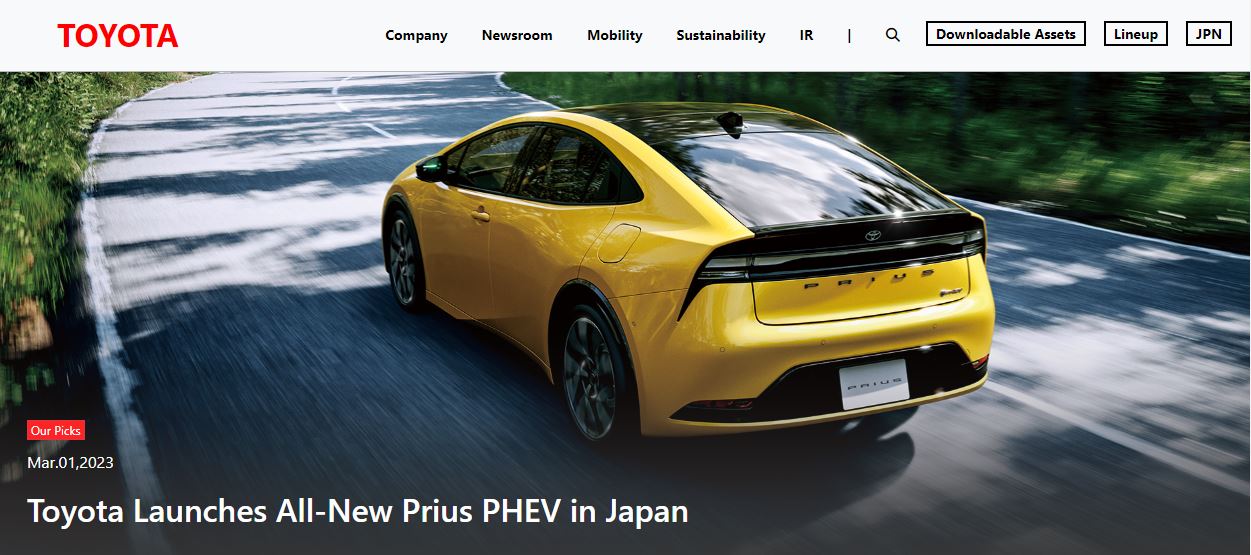 TOYOTA
Company Newsroom Mobility Sustainability IR | Downloadable Assets Lineup JPN
PRIUS
PRIUS
Our Picks
Mar.01,2023
Toyota Launches All-New Prius PHEV in Japan